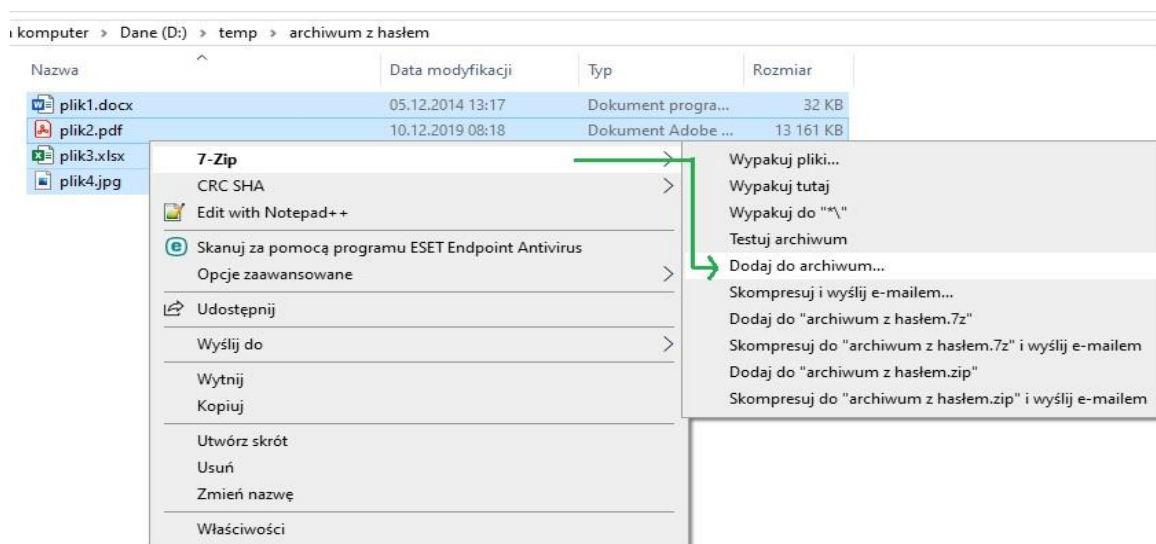 komputer > Dane (D:) > temp > archiwum z hasłem
Nazwa Data modyfikacji Typ Rozmiar
plik1.docx 05.12.2014 13:17 Dokument progra... 32 KB
plik2.pdf 10.12.2019 08:18 Dokument Adobe ... 13 161 KB
plik3.xlsx
plik4.jpg
7-Zip
CRC SHA
Edit with Notepad++
Skanuj za pomocą programu ESET Endpoint Antivirus
Opcje zaawansowane
Udostępnij
Wyślij do
Wytnij
Kopiuj
Utwórz skrót
Usuń
Zmień nazwę
Właściwości
Wypakuj pliki...
Wypakuj tutaj
Wypakuj do "*\"
Testuj archiwum
Dodaj do archiwum...
Skompresuj i wyślij e-mailem...
Dodaj do "archiwum z hasłem.7z"
Skompresuj do "archiwum z hasłem.7z" i wyślij e-mailem
Dodaj do "archiwum z hasłem.zip"
Skompresuj do "archiwum z hasłem.zip" i wyślij e-mailem